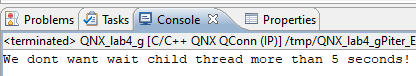 Problems Tasks Console Properties
<terminated> QNX_lab4_g [C/C++ QNX QConn (IP)] /tmp/QNX_lab4_gPiter_E
We dont want wait child thread more than 5 seconds!